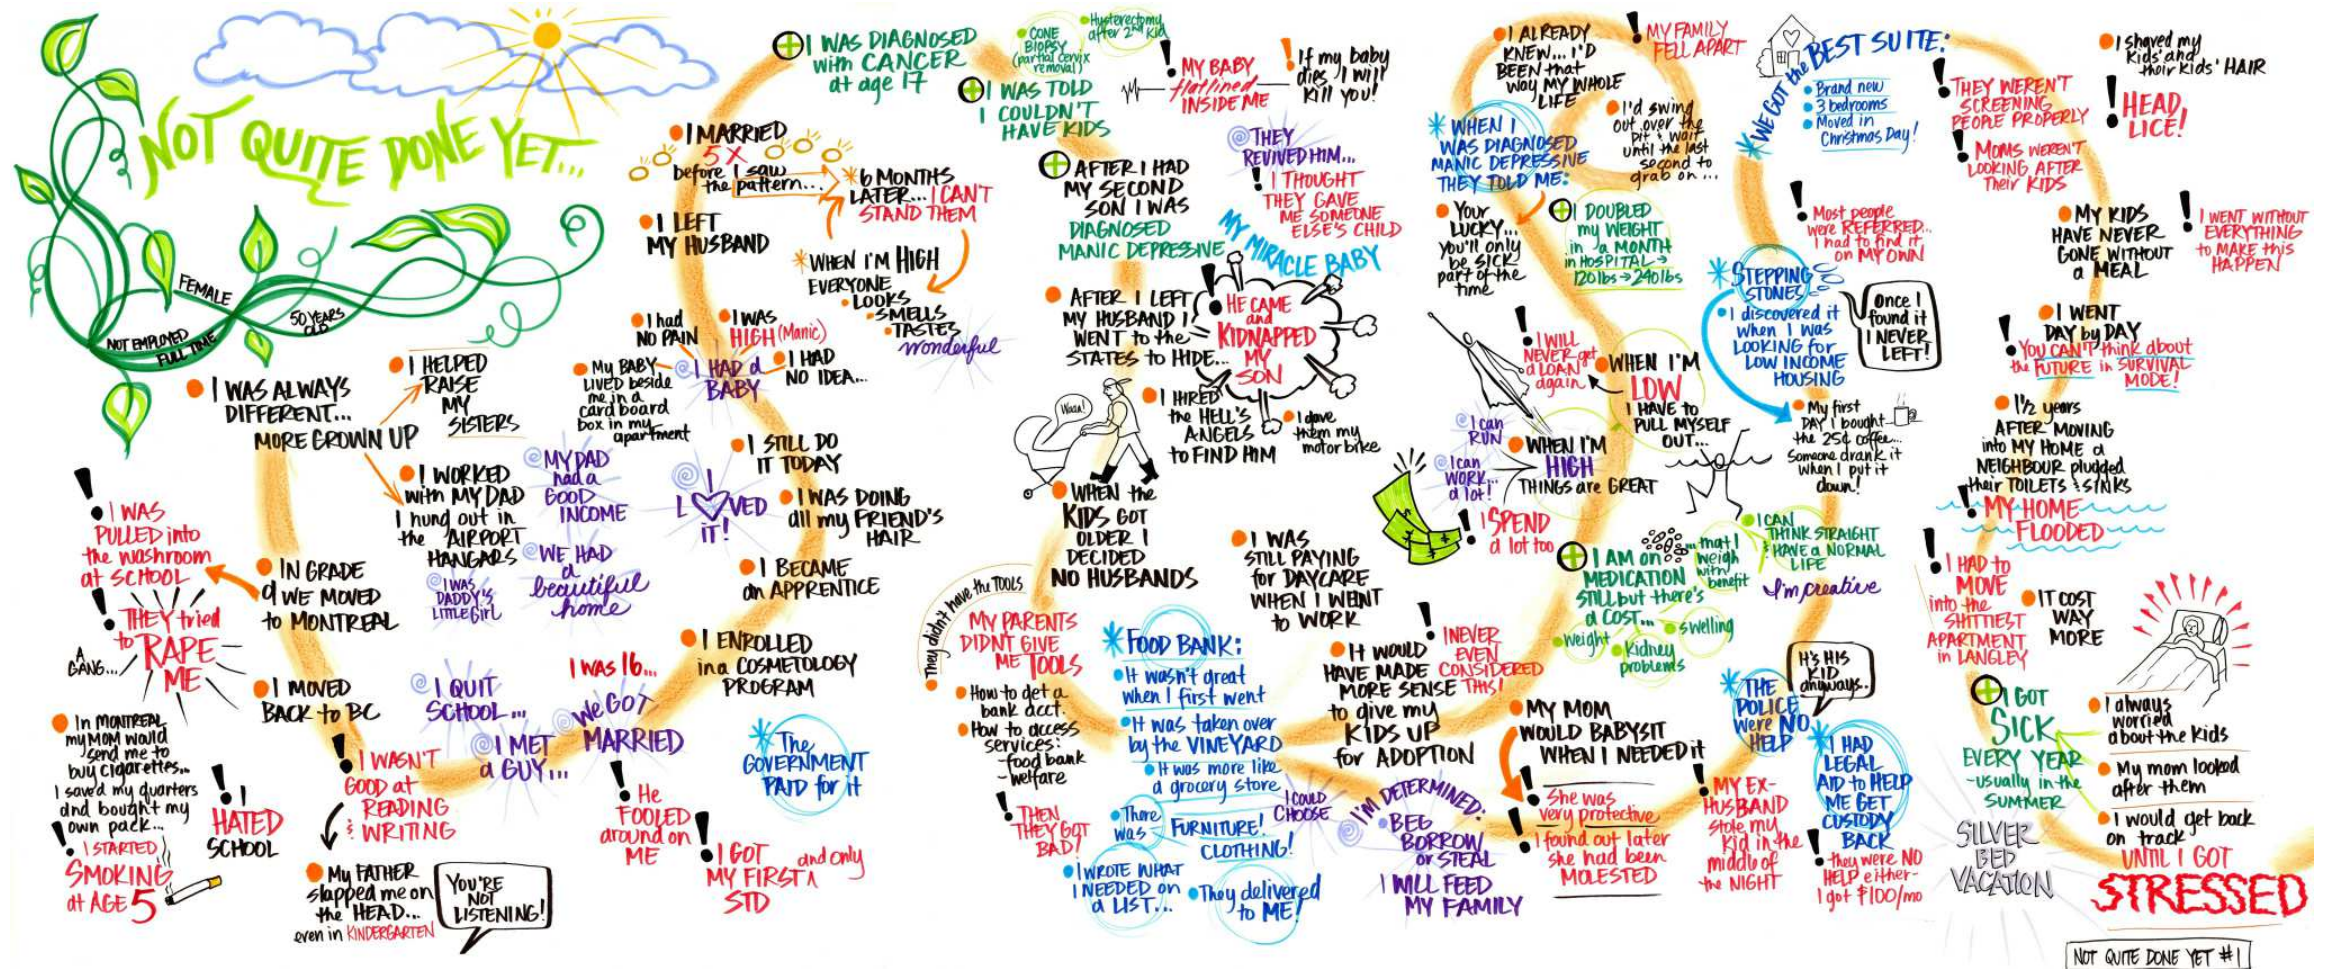 NOT QUITE DONE YET...
FEMALE
NOT EMPLOYED
FULL TIME
50 YEARS
OLD
I WAS ALWAYS
DIFFERENT...
MORE GROWN UP
I HELPED
RAISE
MY
SISTERS
I WORKED
with MY DAD
I hung out in
the AIRPORT
HANGARS
I WAS
DADDY'S
LITTLE GIRL
MY DAD
had a
GOOD
INCOME
WE HAD
a
beautiful
home
IN GRADE
9 WE MOVED
to MONTREAL
I WAS
PULLED into
the washroom
at SCHOOL
THEY tried
to RAPE
ME
A
GANG...
In MONTREAL
my MOM would
send me to
buy cigarettes...
I saved my quarters
and bought my
own pack...
I STARTED
SMOKING
at AGE 5
I
HATED
SCHOOL
I MOVED
BACK to BC
I WASN'T
GOOD at
READING
& WRITING
My FATHER
slapped me on
the HEAD...
even in KINDERGARTEN
YOU'RE
NOT
LISTENING!
I QUIT
SCHOOL...
I MET
a GUY...
I WAS 16...
WE GOT
MARRIED
He
FOOLED
around on
ME
I GOT and only
MY FIRST ^
STD
The
GOVERNMENT
PAID for it
I ENROLLED
in a COSMETOLOGY
PROGRAM
I BECAME
an APPRENTICE
I WAS DOING
all my FRIEND'S
HAIR
I STILL DO
IT TODAY
I
L VED
IT!
I HAD a
BABY
I had
NO PAIN
I WAS
HIGH (Manic)
I HAD
NO IDEA...
My BABY
LIVED beside
me in a
card board
box in my
apartment
I LEFT
MY HUSBAND
I MARRIED
5 X
before I saw
the pattern...
6 MONTHS
LATER... I CAN'T
STAND THEM
WHEN I'M HIGH
EVERYONE
LOOKS
SMELLS
TASTES
wonderful
I WAS DIAGNOSED
with CANCER
at age 17
CONE
BIOPSY
(partial cervix
removal)
Hysterectomy
after 2nd kid
I WAS TOLD
I COULDN'T
HAVE KIDS
MY BABY
flatlined
INSIDE ME
If my baby
dies, I will
kill you!
THEY
REVIVED HIM...
I THOUGHT
THEY GAVE
ME SOMEONE
ELSE'S CHILD
MY MIRACLE BABY
AFTER I HAD
MY SECOND
SON I WAS
DIAGNOSED
MANIC DEPRESSIVE
AFTER I LEFT
MY HUSBAND I
WENT to the
STATES to HIDE...
HE CAME
and
KIDNAPPED
MY
SON
I HIRED
the HELL'S
ANGELS
to FIND HIM
I gave
them my
motor bike
Waaa!
WHEN the
KIDS GOT
OLDER I
DECIDED
NO HUSBANDS
They didn't have the TOOLS
MY PARENTS
DIDN'T GIVE
ME TOOLS
How to get a
bank acct.
How to access
services:
-food bank
-welfare
THEN
THEY GOT
BAD!
FOOD BANK:
It wasn't great
when I first went
It was taken over
by the VINEYARD
It was more like
a grocery store
There
was
FURNITURE!
CLOTHING!
I COULD
CHOOSE
I WROTE WHAT
I NEEDED on
a LIST...
They delivered
to ME!
I WAS
STILL PAYING
for DAYCARE
WHEN I WENT
to WORK
IT WOULD
HAVE MADE
MORE SENSE
to give my
KIDS UP
for ADOPTION
I NEVER
EVEN
CONSIDERED
THIS!
I'M DETERMINED:
BEG
BORROW
or STEAL
I WILL FEED
MY FAMILY
MY MOM
WOULD BABYSIT
WHEN I NEEDED it
She was
very protective
I found out later
she had been
MOLESTED
MY EX-
HUSBAND
stole my
kid in the
middle of
the NIGHT
THE
POLICE
were NO
HELP
It's HIS
KID
anyways..
I HAD
LEGAL
AID to HELP
ME GET
CUSTODY
BACK
they were NO
HELP either-
I got $100/mo
I AM on
MEDICATION
STILL but there's
a COST...
weight
Kidney
problems
swelling
...that I
weigh
with
benefit
I CAN
THINK STRAIGHT
HAVE a NORMAL
LIFE
I'm creative
WHEN I'M
HIGH
THINGS are GREAT
I can
RUN
I can
WORK...
a lot!
I SPEND
a lot too
I WILL
NEVER get
a LOAN
again
WHEN I'M
LOW
I HAVE to
PULL MYSELF
OUT...
I DOUBLED
my WEIGHT
in a MONTH
in HOSPITAL →
120lbs → 240lbs
WHEN I
WAS DIAGNOSED
MANIC DEPRESSIVE
THEY TOLD ME:
Your
LUCKY...
you'll only
be SICK
part of the
time
I ALREADY
KNEW... I'D
BEEN that
way MY WHOLE
LIFE
I'd swing
out over the
pit & wait
until the last
second to
grab on...
MY FAMILY
FELL APART
WE GOT the BEST SUITE:
Brand new
3 bedrooms
Moved in
Christmas Day!
Most people
were REFERRED...
I had to find it
on MY OWN
STEPPING
STONES
I discovered it
when I was
LOOKING for
LOW INCOME
HOUSING
Once I
found it
I NEVER
LEFT!
My first
DAY I bought
the 25¢ coffee...
Someone drank it
when I put it
down!
THEY WEREN'T
SCREENING
PEOPLE PROPERLY
MOMS WEREN'T
LOOKING AFTER
their KIDS
I shaved my
Kids' and
their kids' HAIR
HEAD
LICE!
MY KIDS
HAVE NEVER
GONE WITHOUT
a MEAL
I WENT WITHOUT
EVERYTHING
to MAKE this
HAPPEN
I WENT
DAY by DAY
YOU CAN'T think about
the FUTURE in SURVIVAL
MODE!
1½ years
AFTER MOVING
into MY HOME a
NEIGHBOUR plugged
their TOILETS & SINKS
MY HOME
FLOODED
I HAD to
MOVE
into the
SHITTIEST
APARTMENT
in LANGLEY
IT COST
WAY
MORE
I GOT
SICK
EVERY YEAR
-usually in the
SUMMER
SILVER
BED
VACATION
I always
worried
about the kids
My mom looked
after them
I would get back
on track
UNTIL I GOT
STRESSED
NOT QUITE DONE YET #1